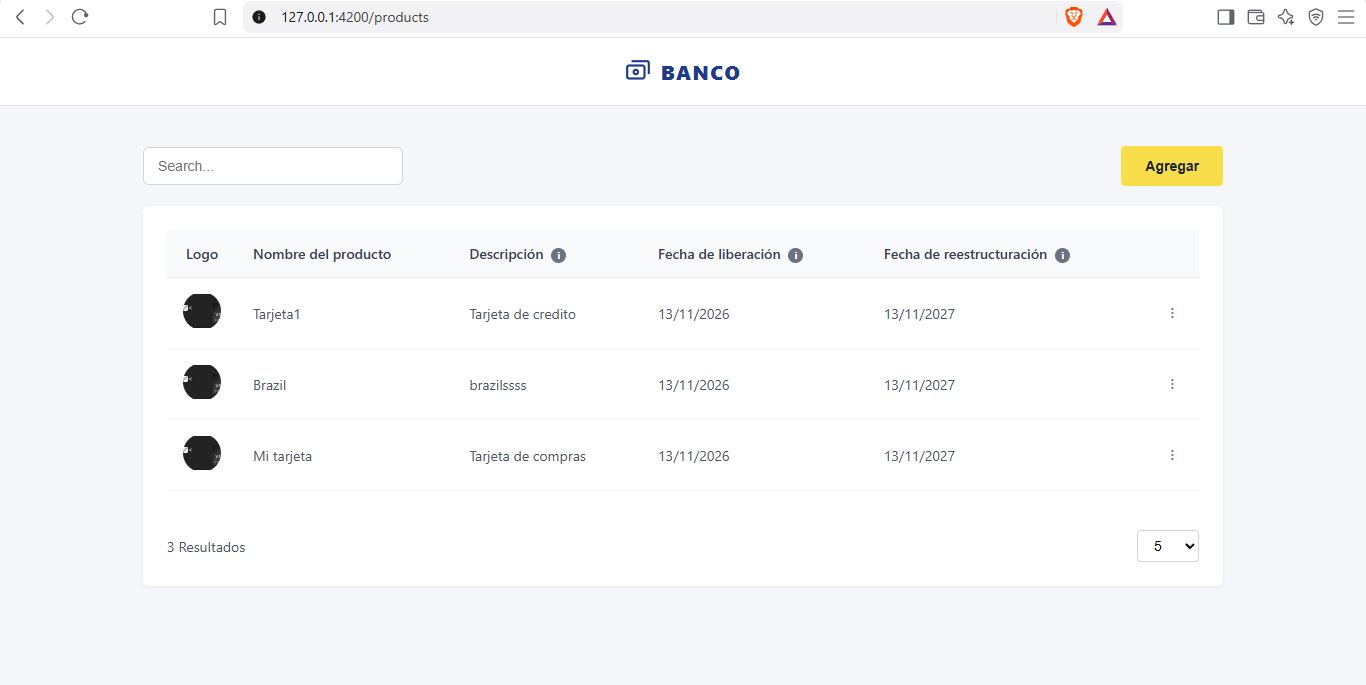 127.0.0.1:4200/products
BANCO
Search...
Agregar
Logo Nombre del producto Descripción i Fecha de liberación i Fecha de reestructuración i
Tarjeta1 Tarjeta de credito 13/11/2026 13/11/2027
Brazil brazilssss 13/11/2026 13/11/2027
Mi tarjeta Tarjeta de compras 13/11/2026 13/11/2027
3 Resultados 5